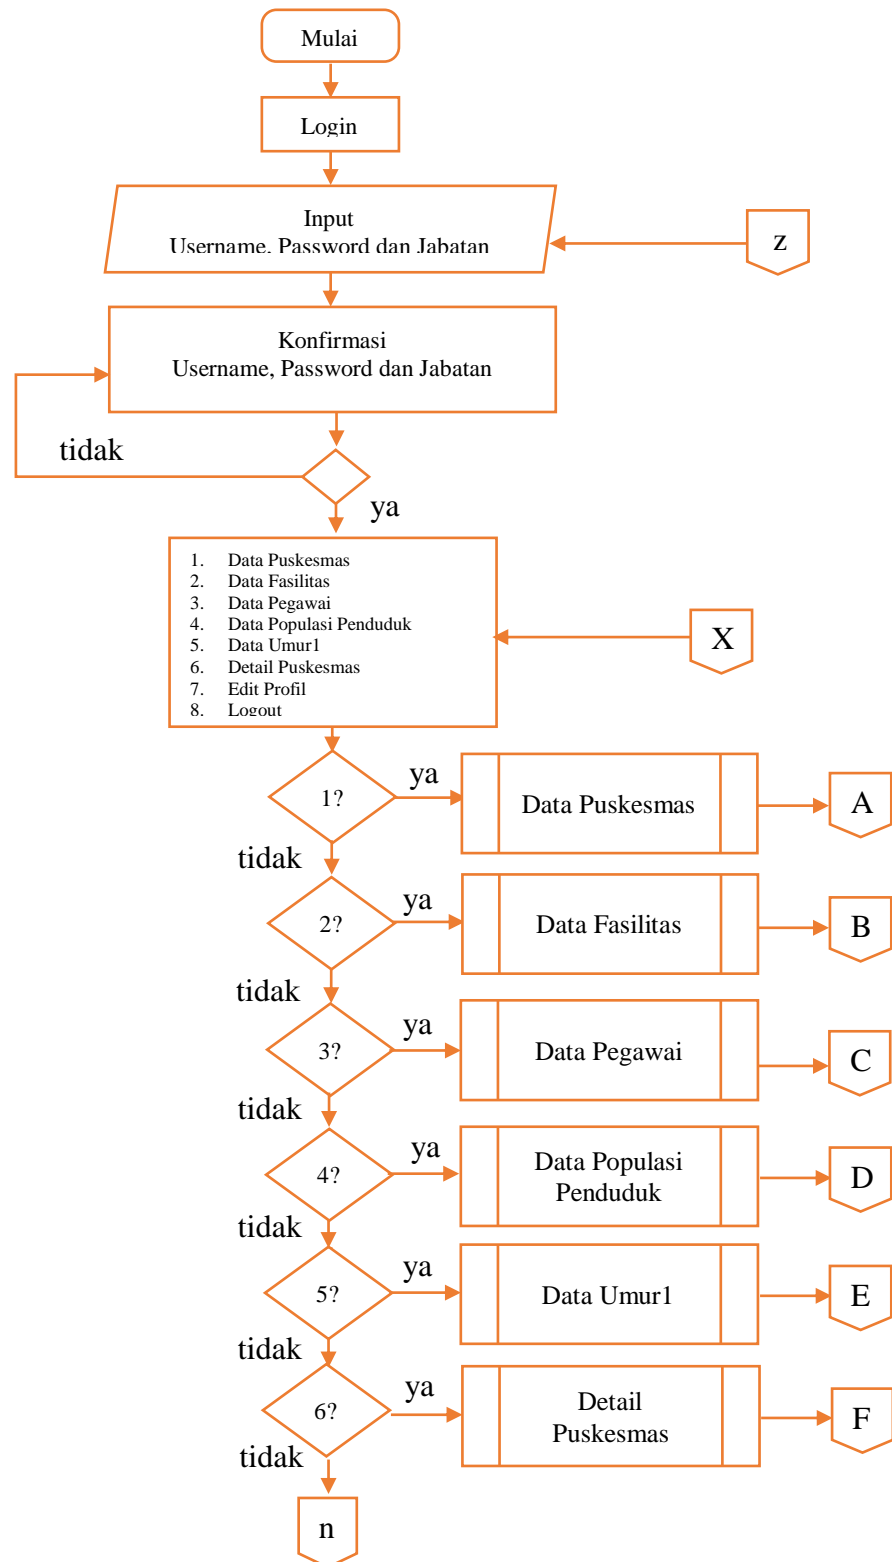 Mulai
Login
Input
Username, Password dan Jabatan
z
Konfirmasi
Username, Password dan Jabatan
tidak
ya
1. Data Puskesmas
2. Data Fasilitas
3. Data Pegawai
4. Data Populasi Penduduk
5. Data Umur1
6. Detail Puskesmas
7. Edit Profil
8. Logout
X
1?
ya
Data Puskesmas
A
tidak
2?
ya
Data Fasilitas
B
tidak
3?
ya
Data Pegawai
C
tidak
4?
ya
Data Populasi
Penduduk
D
tidak
5?
ya
Data Umur1
E
tidak
6?
ya
Detail
Puskesmas
F
tidak
n